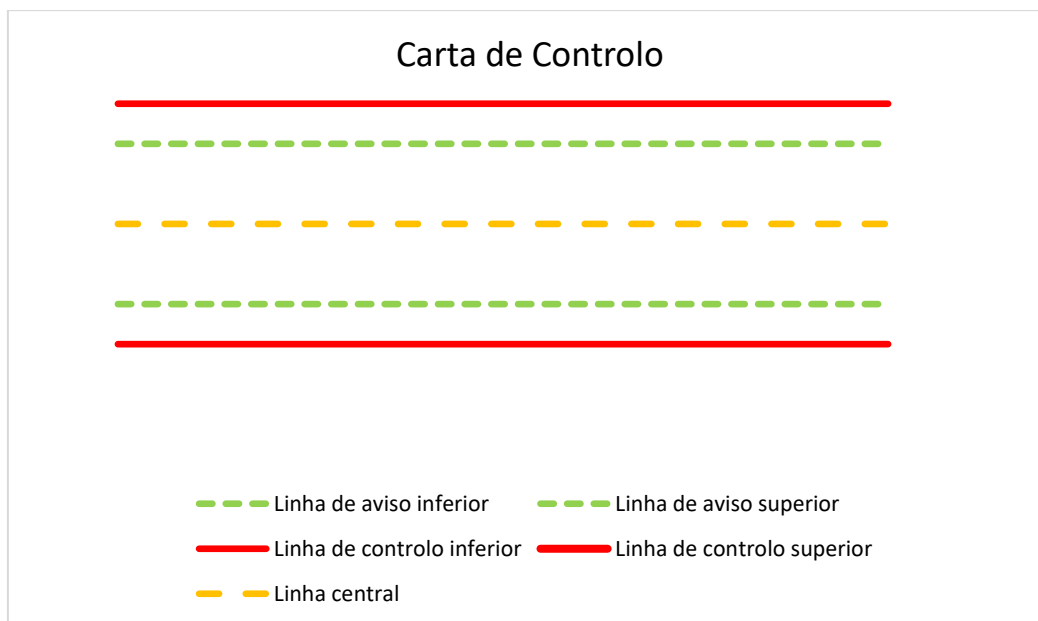 Carta de Controlo
Linha de aviso inferior
Linha de aviso superior
Linha de controlo inferior
Linha de controlo superior
Linha central